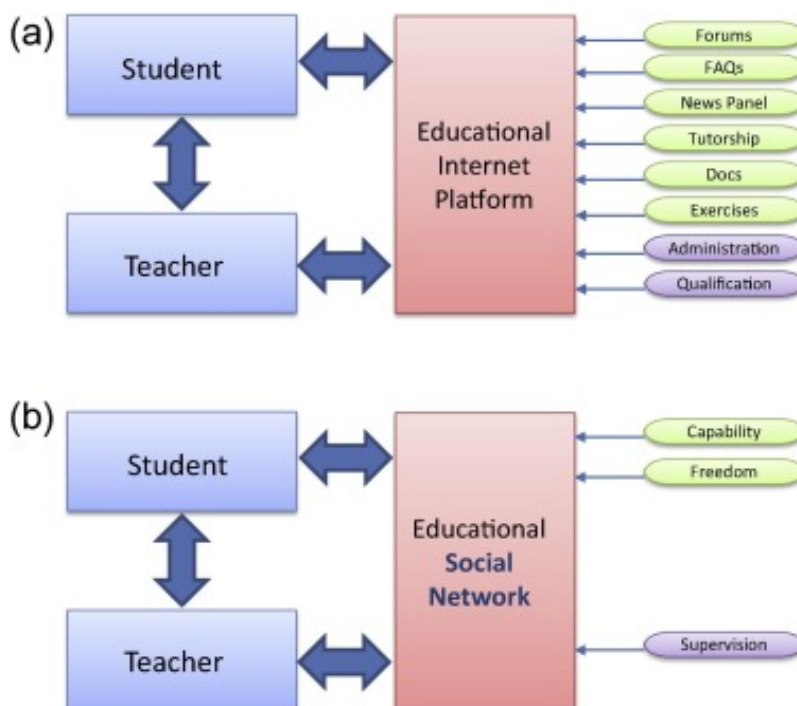 (a)
Student
Teacher
Educational
Internet
Platform
Forums
FAQs
News Panel
Tutorship
Docs
Exercises
Administration
Qualification
(b)
Student
Teacher
Educational
Social
Network
Capability
Freedom
Supervision